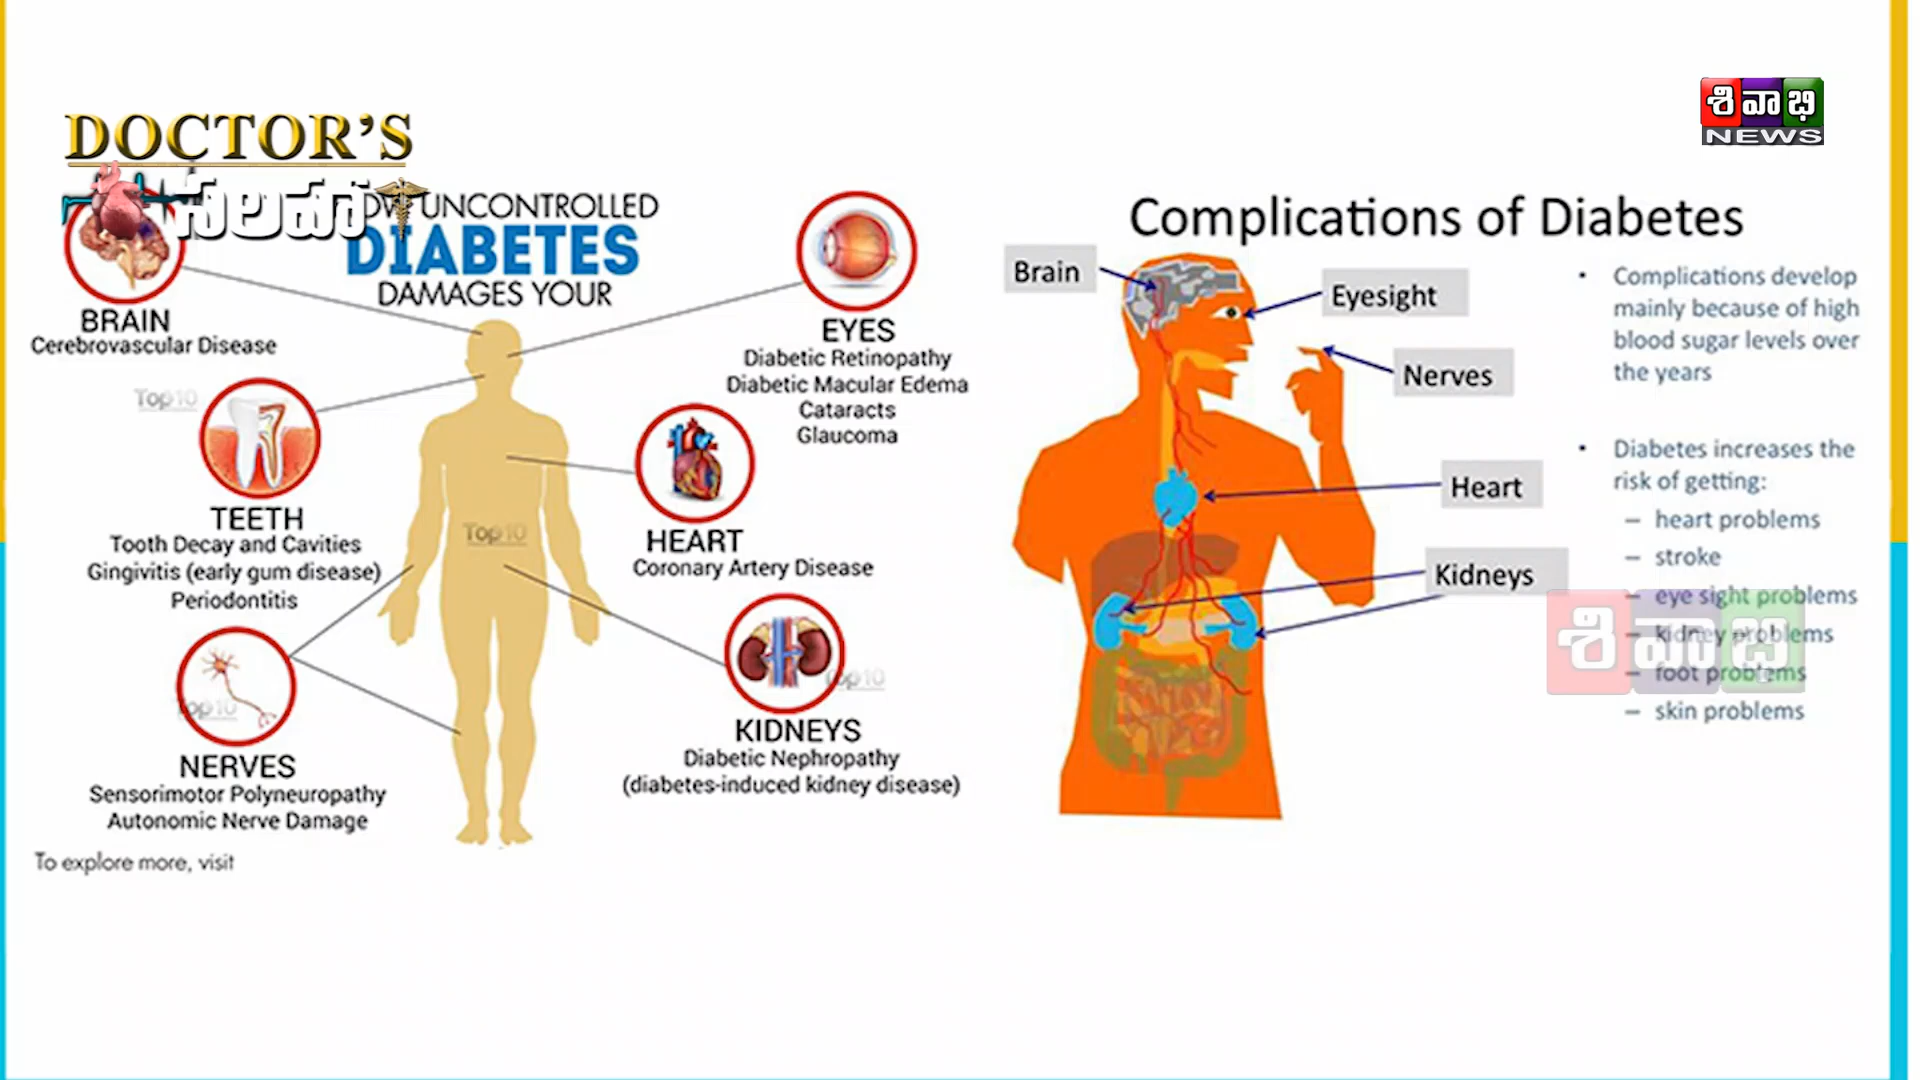 DOCTOR'S
సలహా
UNCONTROLLED
DIABETES
DAMAGES YOUR
BRAIN
Cerebrovascular Disease
Top10
TEETH
Tooth Decay and Cavities
Gingivitis (early gum disease)
Periodontitis
Top10
NERVES
Sensorimotor Polyneuropathy
Autonomic Nerve Damage
To explore more, visit
Top10
EYES
Diabetic Retinopathy
Diabetic Macular Edema
Cataracts
Glaucoma
HEART
Coronary Artery Disease
Top10
KIDNEYS
Diabetic Nephropathy
(diabetes-induced kidney disease)
శివాభి
NEWS
Complications of Diabetes
Brain
Eyesight
Nerves
Heart
Kidneys
• Complications develop
mainly because of high
blood sugar levels over
the years
• Diabetes increases the
risk of getting:
– heart problems
– stroke
– eye sight problems
– kidney problems
– foot problems
– skin problems
శివాభి